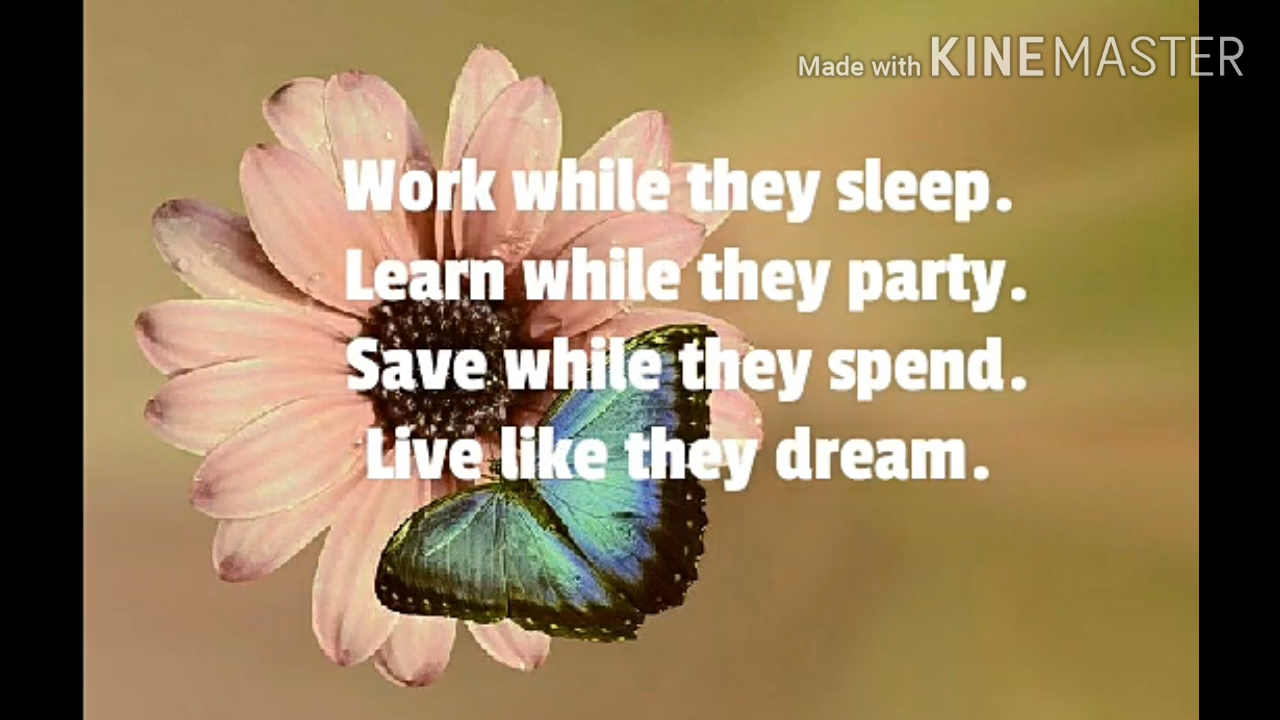 Made with KINEMASTER
Work while they sleep.
Learn while they party.
Save while they spend.
Live like they dream.